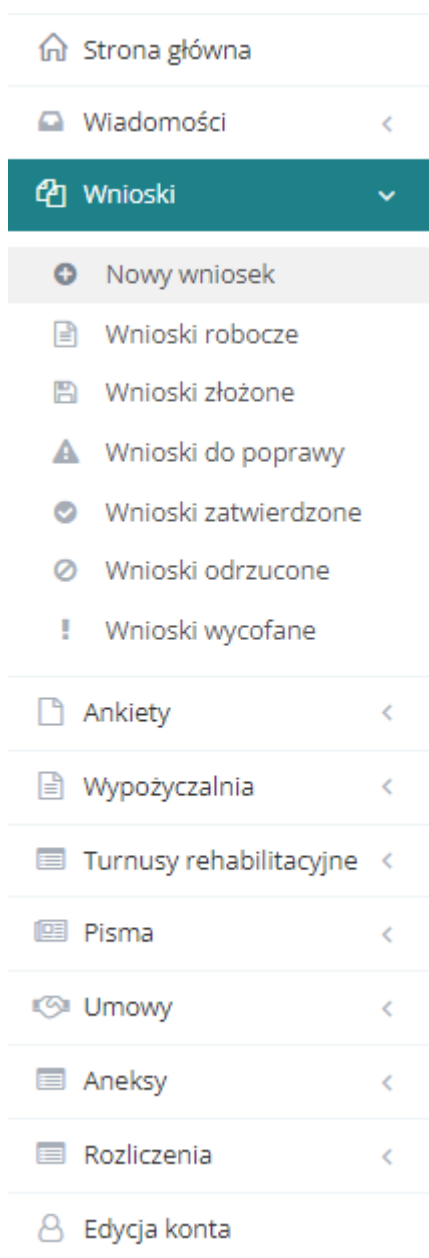 Strona główna
Wiadomości
Wnioski
Nowy wniosek
Wnioski robocze
Wnioski złożone
Wnioski do poprawy
Wnioski zatwierdzone
Wnioski odrzucone
Wnioski wycofane
Ankiety
Wypożyczalnia
Turnusy rehabilitacyjne
Pisma
Umowy
Aneksy
Rozliczenia
Edycja konta